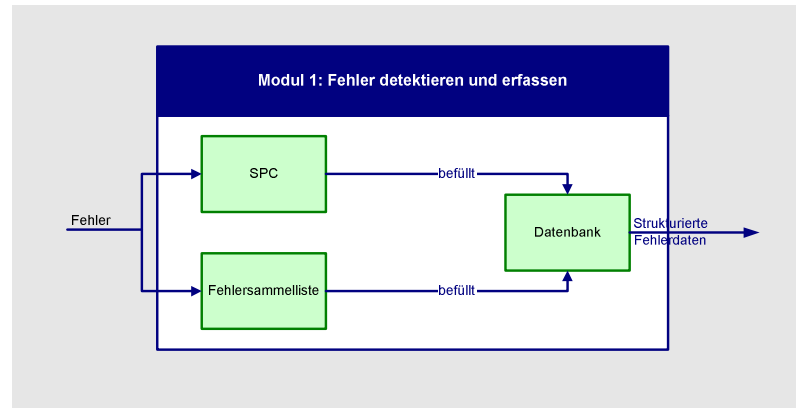 Modul 1: Fehler detektieren und erfassen
SPC
befüllt
Fehler
Datenbank
Strukturierte
Fehlerdaten
Fehlersammelliste
befüllt